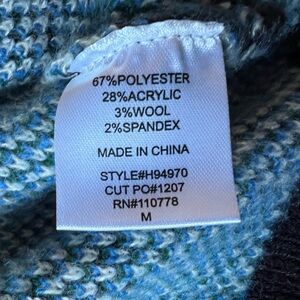 67%POLYESTER
28%ACRYLIC
3%WOOL
2%SPANDEX
MADE IN CHINA
STYLE#H94970
CUT PO#1207
RN#110778
M